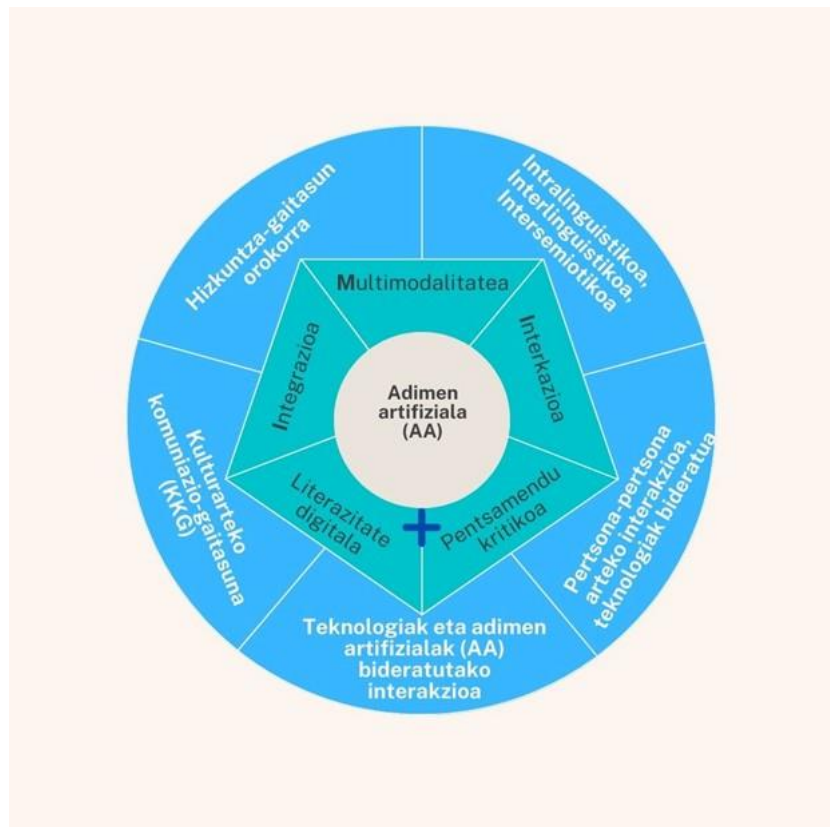 Hizkuntza-gaitasun
orokorra
Intralinguistikoa,
Interlinguistikoa,
Intersemiotikoa
Multimodalitatea
Integrazioa
Interkazioa
Adimen
artifiziala
(AA)
Literazitate
digitala
+
Pentsamendu
kritikoa
Kulturarteko
komuniazio-gaitasuna
(KKG)
Pertsona-pertsona
arteko interakzioa,
teknologiak bideratua
Teknologiak eta adimen
artifizialak (AA)
bideratutako
interakzioa